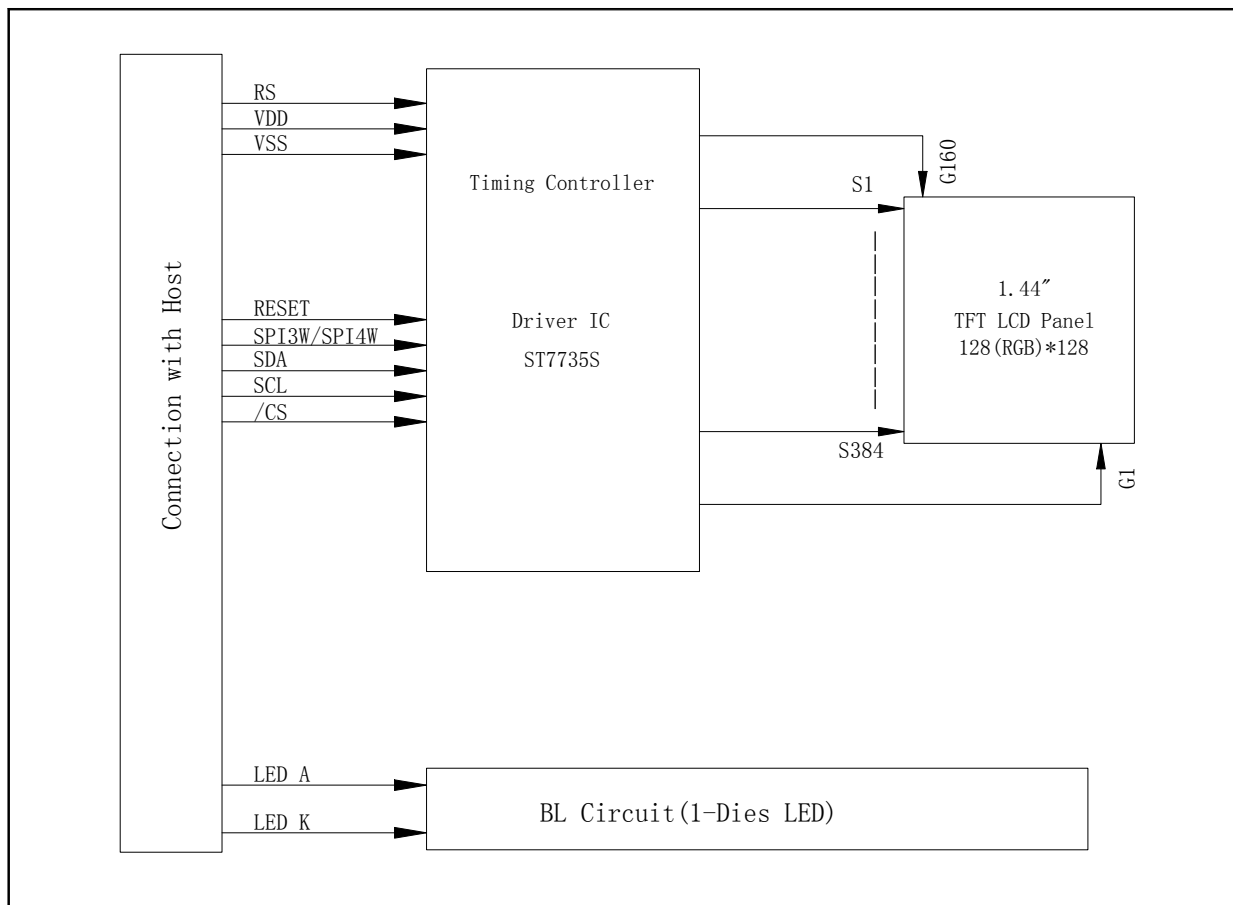 Connection with Host
RS
VDD
VSS
RESET
SPI3W/SPI4W
SDA
SCL
/CS
LED A
LED K
Timing Controller
Driver IC
ST7735S
G160
S1
S384
G1
1.44″
TFT LCD Panel
128(RGB)*128
BL Circuit(1-Dies LED)